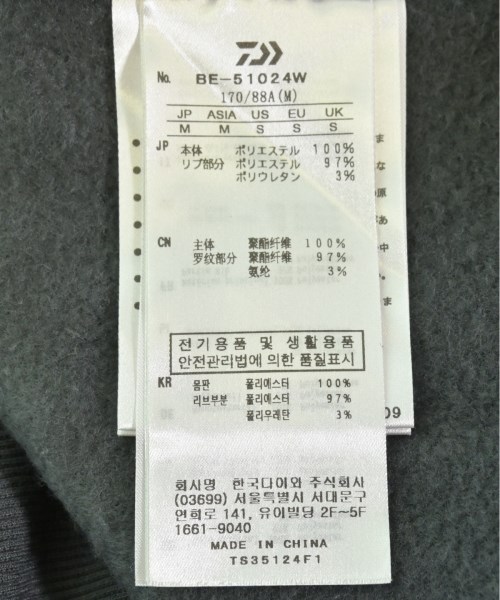 No. BE-51024W
170/88A(M)
JP ASIA US EU UK
M M S S S
JP 本体 ポリエステル 100%
リブ部分 ポリエステル 97%
ポリウレタン 3%
CN 主体 聚酯纤维 100%
罗纹部分 聚酯纤维 97%
氨纶 3%
전기용품 및 생활용품
안전관리법에 의한 품질표시
KR 몸판 폴리에스터 100%
리브부분 폴리에스터 97%
폴리우레탄 3%
회사명 한국다이와 주식회사
(03699) 서울특별시 서대문구
연희로 141, 유이빌딩 2F~5F
1661-9040
MADE IN CHINA
TS35124F1
ま
な
原
あ
中
ま
09